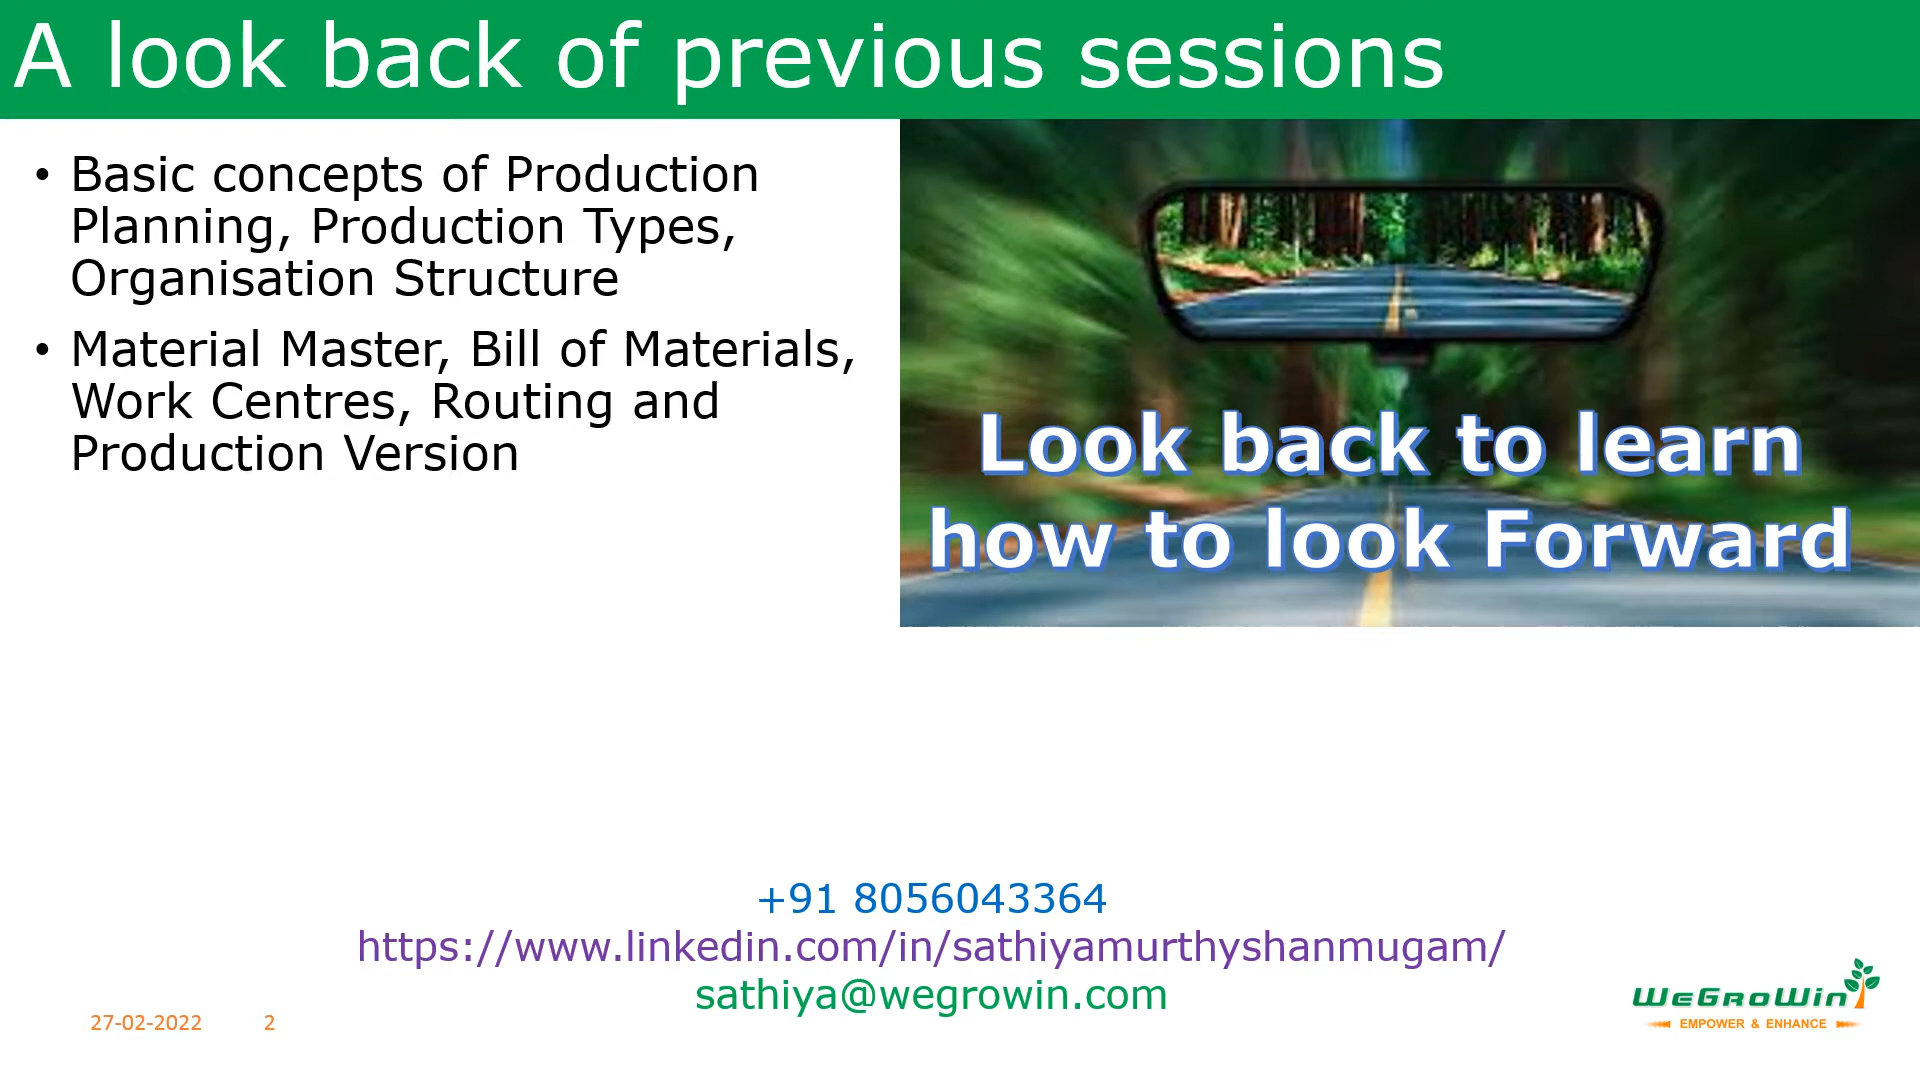 A look back of previous sessions
• Basic concepts of Production
Planning, Production Types,
Organisation Structure
• Material Master, Bill of Materials,
Work Centres, Routing and
Production Version
Look back to learn
how to look Forward
+91 8056043364
https://www.linkedin.com/in/sathiyamurthyshanmugam/
sathiya@wegrowin.com
27-02-2022 2
WeGroWin
EMPOWER & ENHANCE